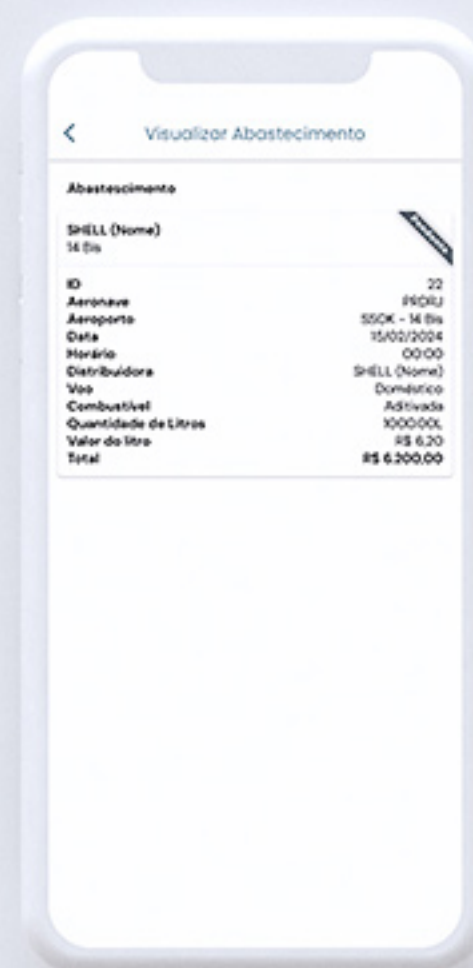 Visualizar Abastecimento
Abastescimento
SHELL (Nome)
14 Bis
ID 22
Aeronave PRDRJ
Aeroporto SSOK - 14 Bis
Data 15/02/2024
Horário 00:00
Distribuidora SHELL (Nome)
Voo Doméstico
Combustível Aditivada
Quantidade de Litros 1000.00L
Valor do litro R$ 6,20
Total R$ 6.200,00